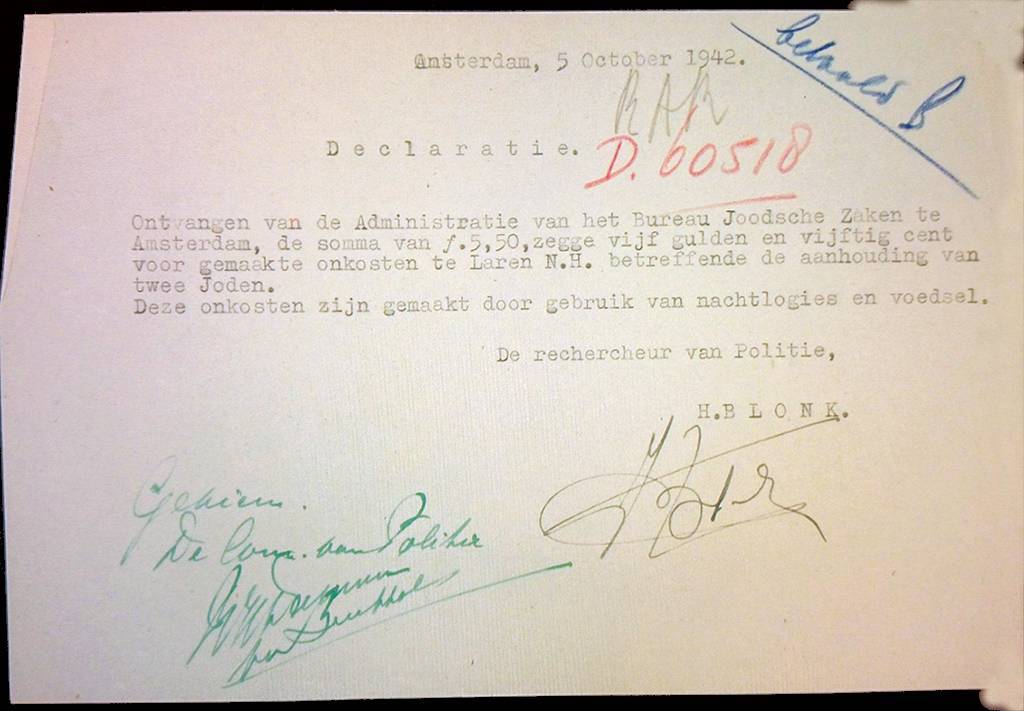 Amsterdam, 5 October 1942.
betaald B
RAR
Declaratie.
D. 60518
Ontvangen van de Administratie van het Bureau Joodsche Zaken te
Amsterdam, de somma van ƒ.5,50,zegge vijf gulden en vijftig cent
voor gemaakte onkosten te Laren N.H. betreffende de aanhouding van
twee Joden.
Deze onkosten zijn gemaakt door gebruik van nachtlogies en voedsel.
De rechercheur van Politie,
H.BLONK.
Gezien.
De Com. van Politie